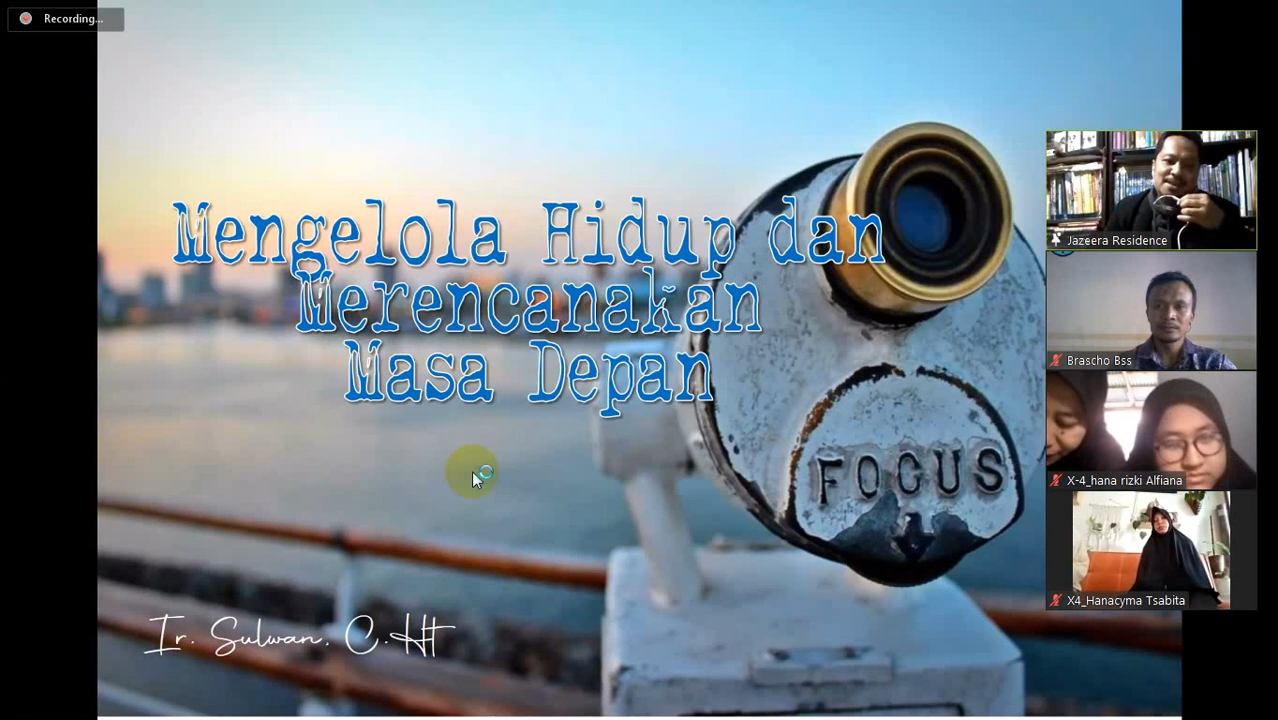 Recording...
Mengelola Hidup dan
Merencanakan
Masa Depan
FOCUS
Ir. Sulwan. C.Ht
Jazeera Residence
Brascho Bss
X-4_hana rizki Alfiana
X4_Hanacyma Tsabita